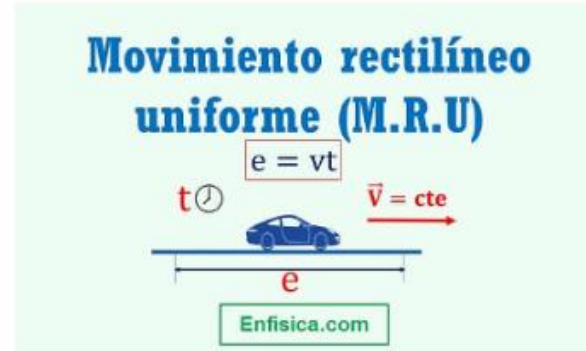 Movimiento rectilíneo
uniforme (M.R.U)
e = vt
t
V⃗ = cte
e
Enfisica.com